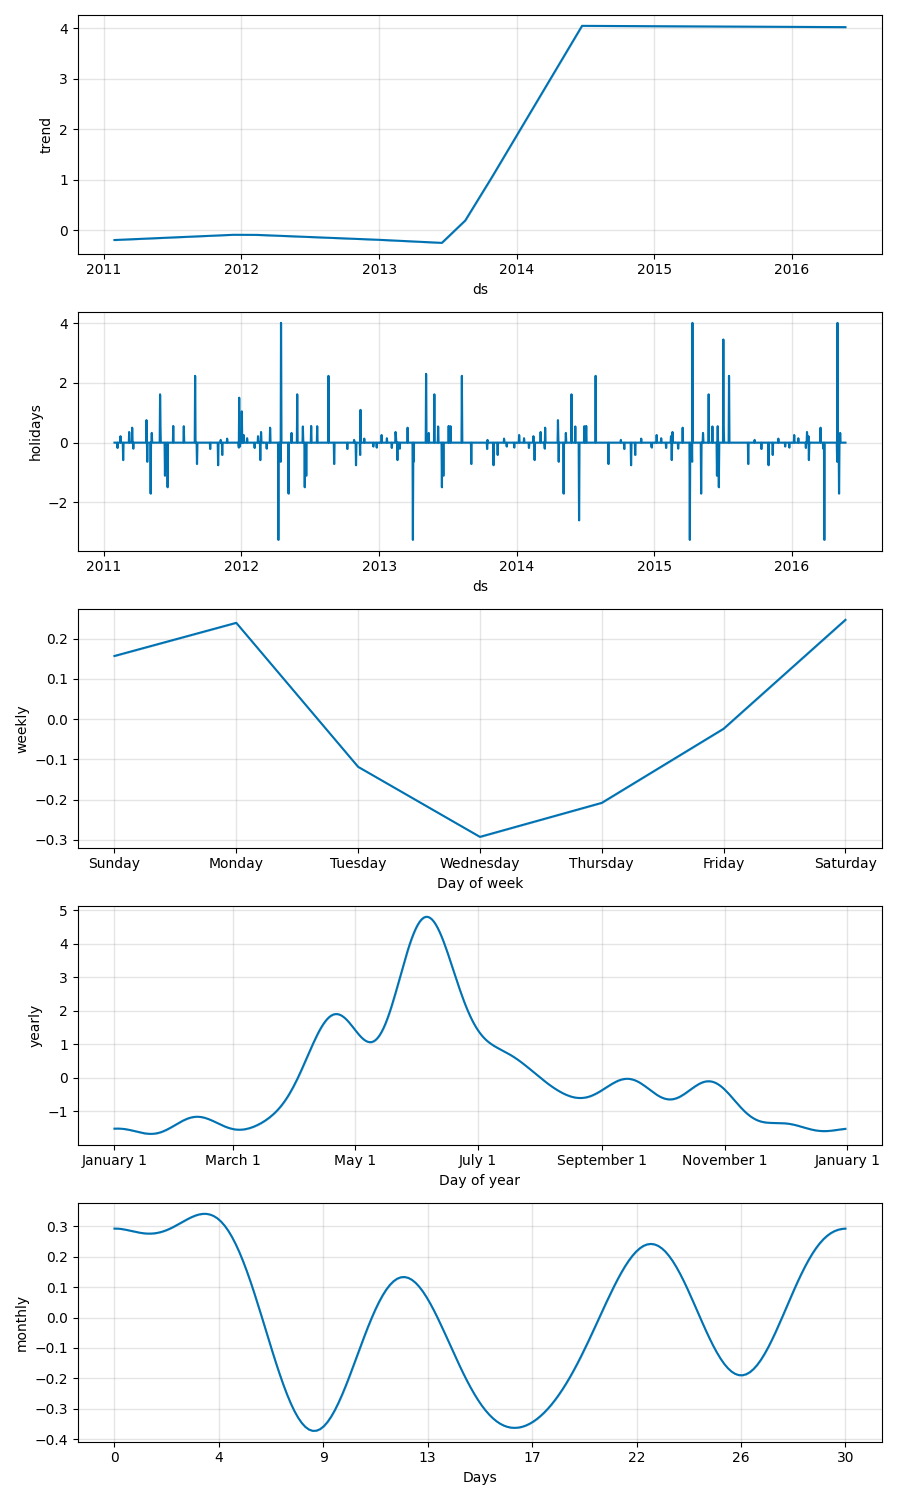 4
3
2
1
0
trend
2011 2012 2013 2014 2015 2016
ds
4
2
0
−2
holidays
2011 2012 2013 2014 2015 2016
ds
0.2
0.1
0.0
−0.1
−0.2
−0.3
weekly
Sunday Monday Tuesday Wednesday Thursday Friday Saturday
Day of week
5
4
3
2
1
0
−1
yearly
January 1 March 1 May 1 July 1 September 1 November 1 January 1
Day of year
0.3
0.2
0.1
0.0
−0.1
−0.2
−0.3
−0.4
monthly
0 4 9 13 17 22 26 30
Days